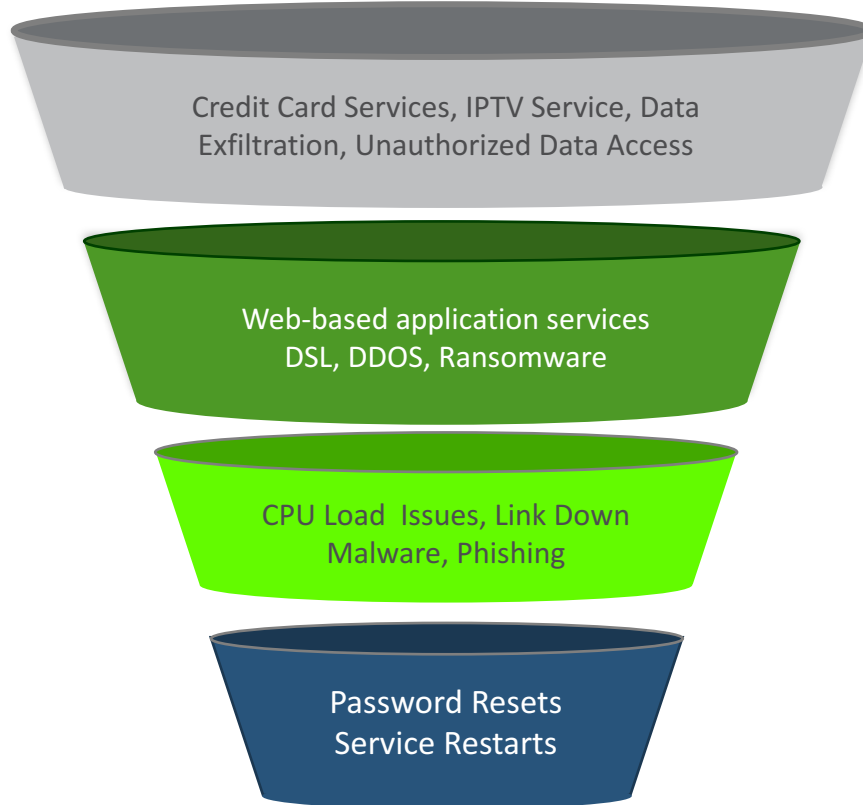 Credit Card Services, IPTV Service, Data
Exfiltration, Unauthorized Data Access
Web-based application services
DSL, DDOS, Ransomware
CPU Load  Issues, Link Down
Malware, Phishing
Password Resets
Service Restarts